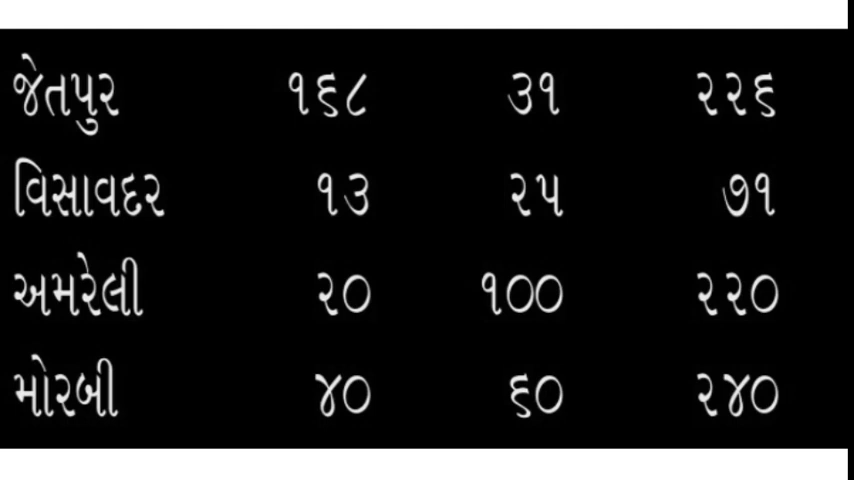 જેતપુર ૧૬૮ ૩૧ ૨૨૬
વિસાવદર ૧૩ ૨૫ ૭૧
અમરેલી ૨૦ ૧૦૦ ૨૨૦
મોરબી ૪૦ ૬૦ ૨૪૦